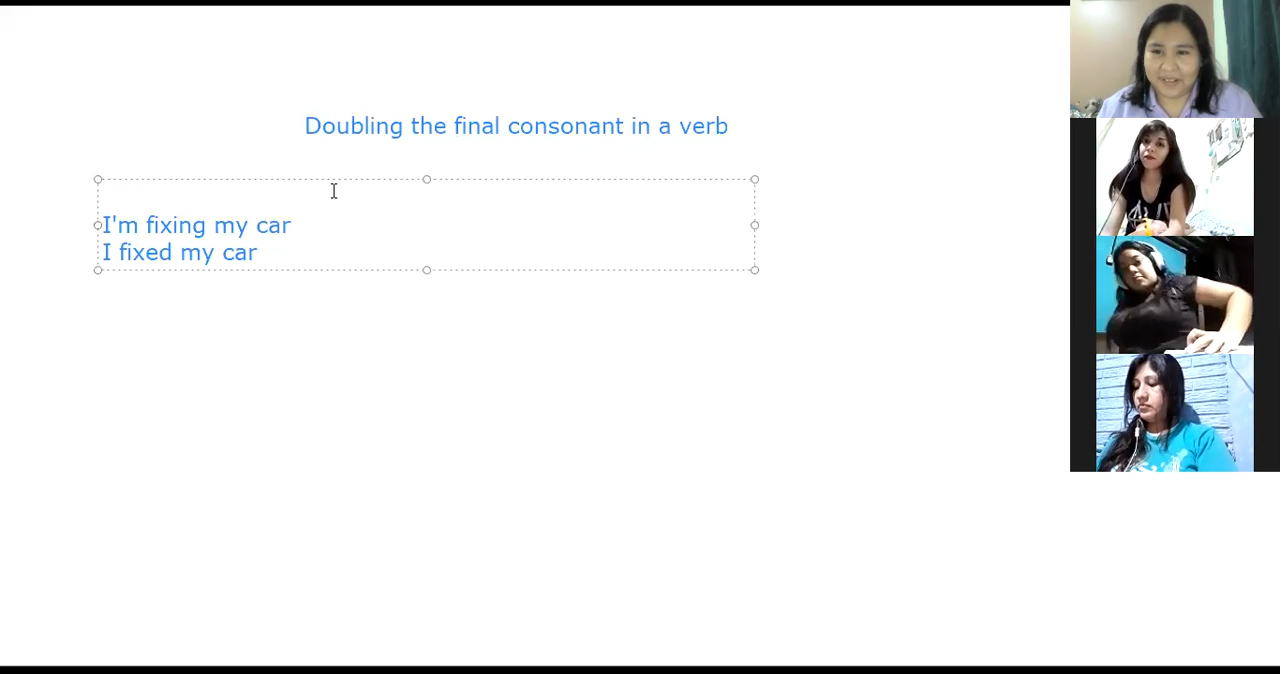 Doubling the final consonant in a verb
I'm fixing my car
I fixed my car